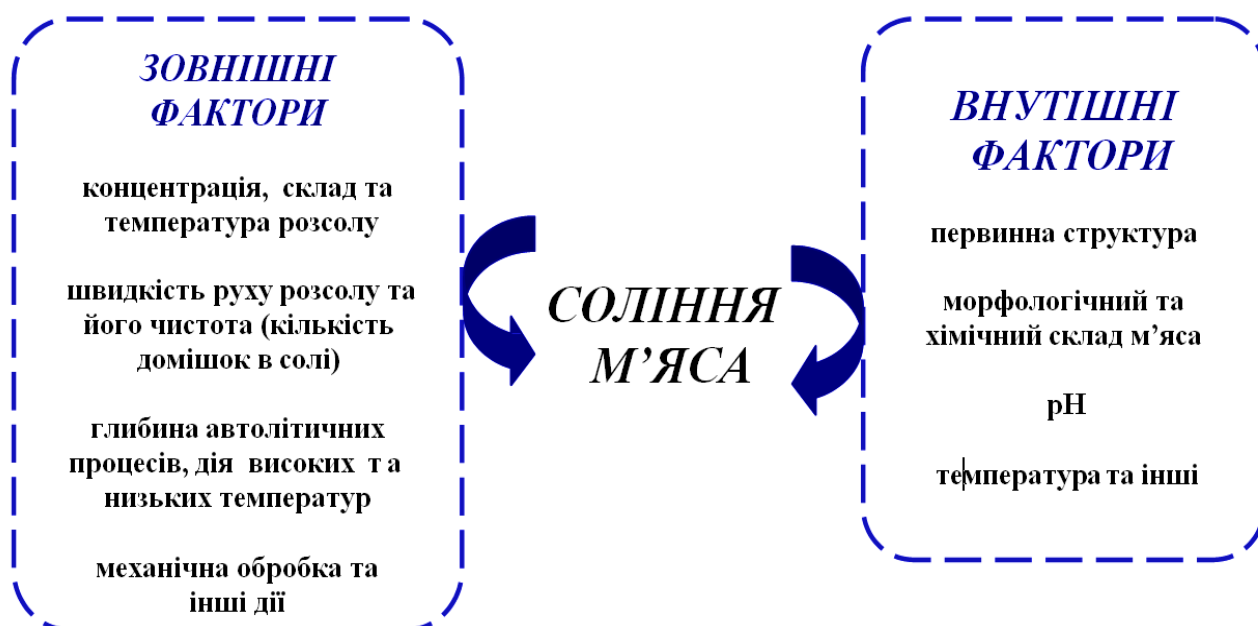 ЗОВНІШНІ
ФАКТОРИ
концентрація, склад та
температура розсолу
швидкість руху розсолу та
його чистота (кількість
домішок в солі)
глибина автолітичних
процесів, дія високих т а
низьких температур
механічна обробка та
інші дії
СОЛІННЯ
М’ЯСА
ВНУТІШНІ
ФАКТОРИ
первинна структура
морфологічний та
хімічний склад м’яса
рН
температура та інші